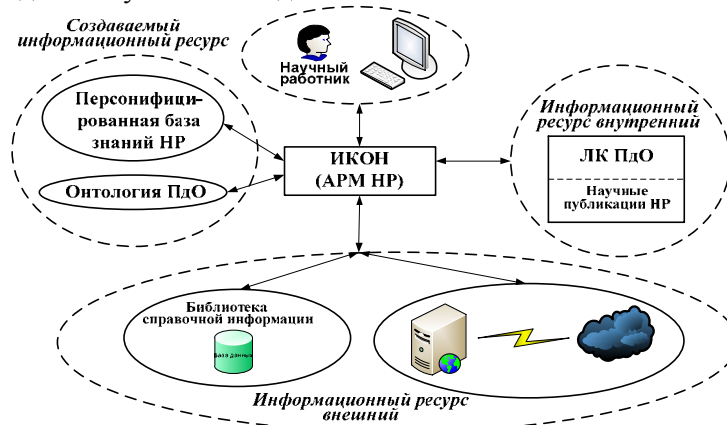 Создаваемый
информационный ресурс
Научный
работник
Персонифици-
рованная база
знаний НР
Онтология ПдО
ИКОН
(АРМ НР)
Информационный
ресурс внутренний
ЛК ПдО
Научные
публикации НР
Библиотека
справочной информации
База данных
Информационный ресурс
внешний